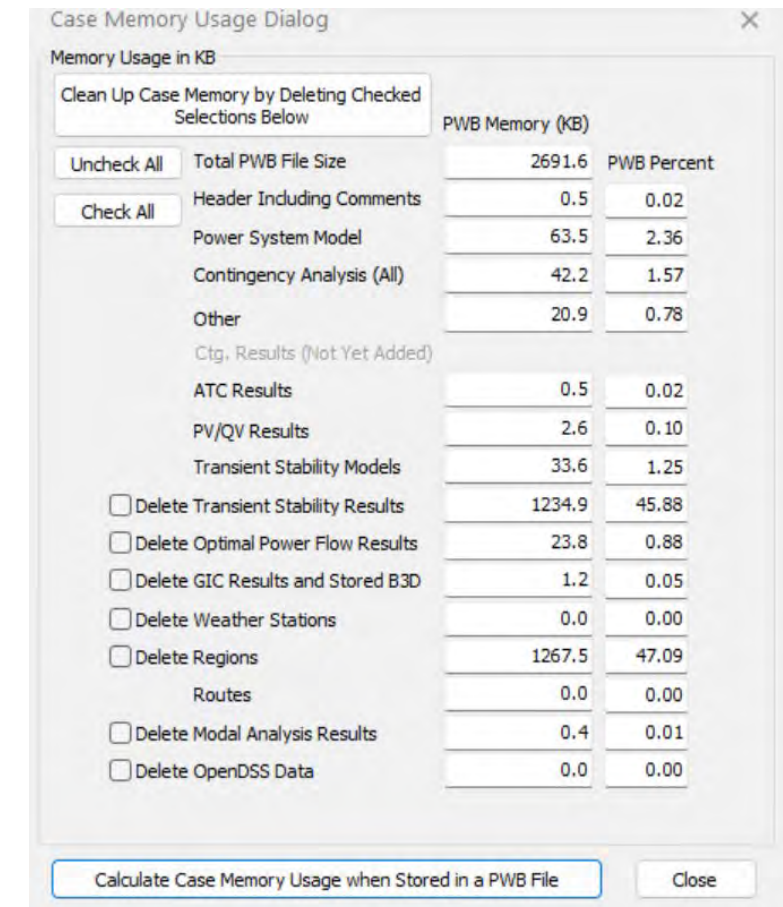 Case Memory Usage Dialog
Memory Usage in KB
Clean Up Case Memory by Deleting Checked
Selections Below
PWB Memory (KB)
Uncheck All Total PWB File Size 2691.6 PWB Percent
Check All Header Including Comments 0.5 0.02
Power System Model 63.5 2.36
Contingency Analysis (All) 42.2 1.57
Other 20.9 0.78
Ctg. Results (Not Yet Added)
ATC Results 0.5 0.02
PV/QV Results 2.6 0.10
Transient Stability Models 33.6 1.25
Delete Transient Stability Results 1234.9 45.88
Delete Optimal Power Flow Results 23.8 0.88
Delete GIC Results and Stored B3D 1.2 0.05
Delete Weather Stations 0.0 0.00
Delete Regions 1267.5 47.09
Routes 0.0 0.00
Delete Modal Analysis Results 0.4 0.01
Delete OpenDSS Data 0.0 0.00
Calculate Case Memory Usage when Stored in a PWB File Close